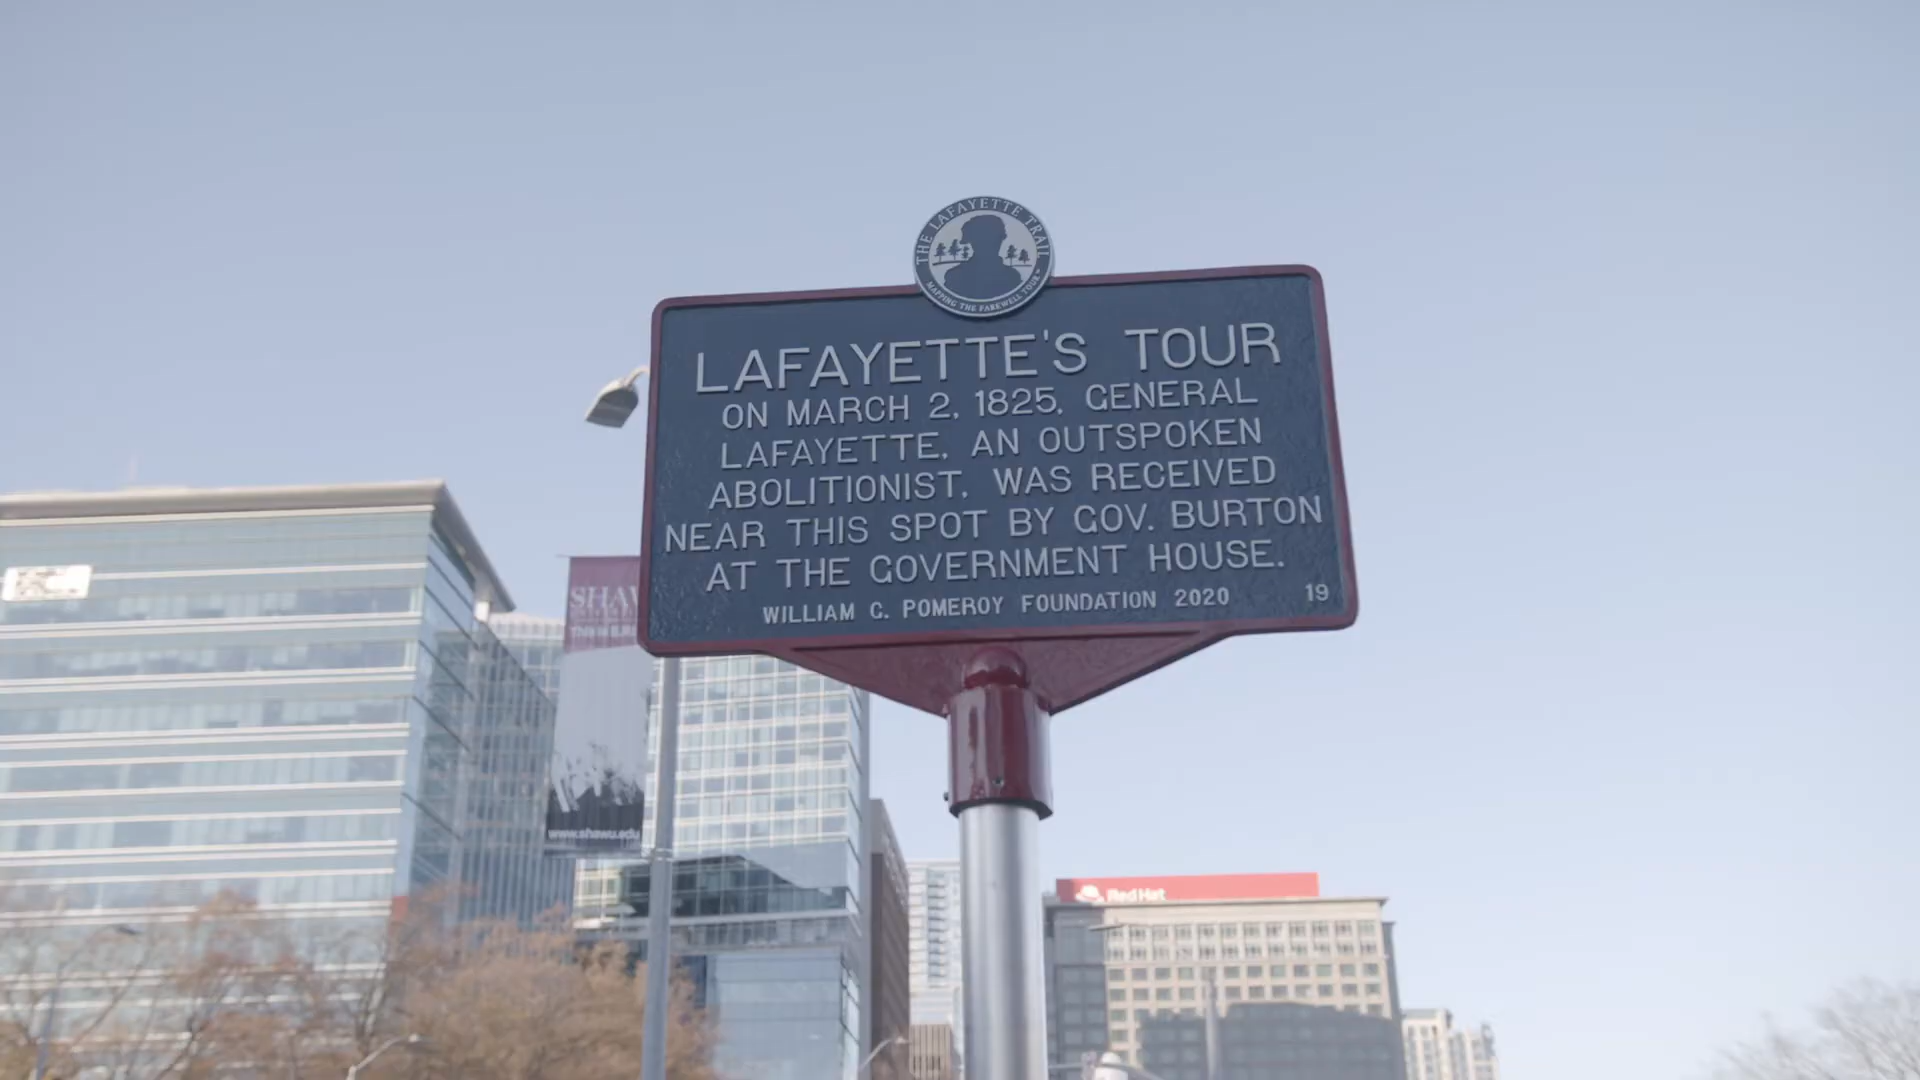 THE LAFAYETTE TRAIL
MAPPING THE FAREWELL TOUR
LAFAYETTE'S TOUR
ON MARCH 2, 1825, GENERAL
LAFAYETTE, AN OUTSPOKEN
ABOLITIONIST, WAS RECEIVED
NEAR THIS SPOT BY GOV. BURTON
AT THE GOVERNMENT HOUSE.
WILLIAM G. POMEROY FOUNDATION 2020 19
SHAW
www.shawu.edu
Red Hat